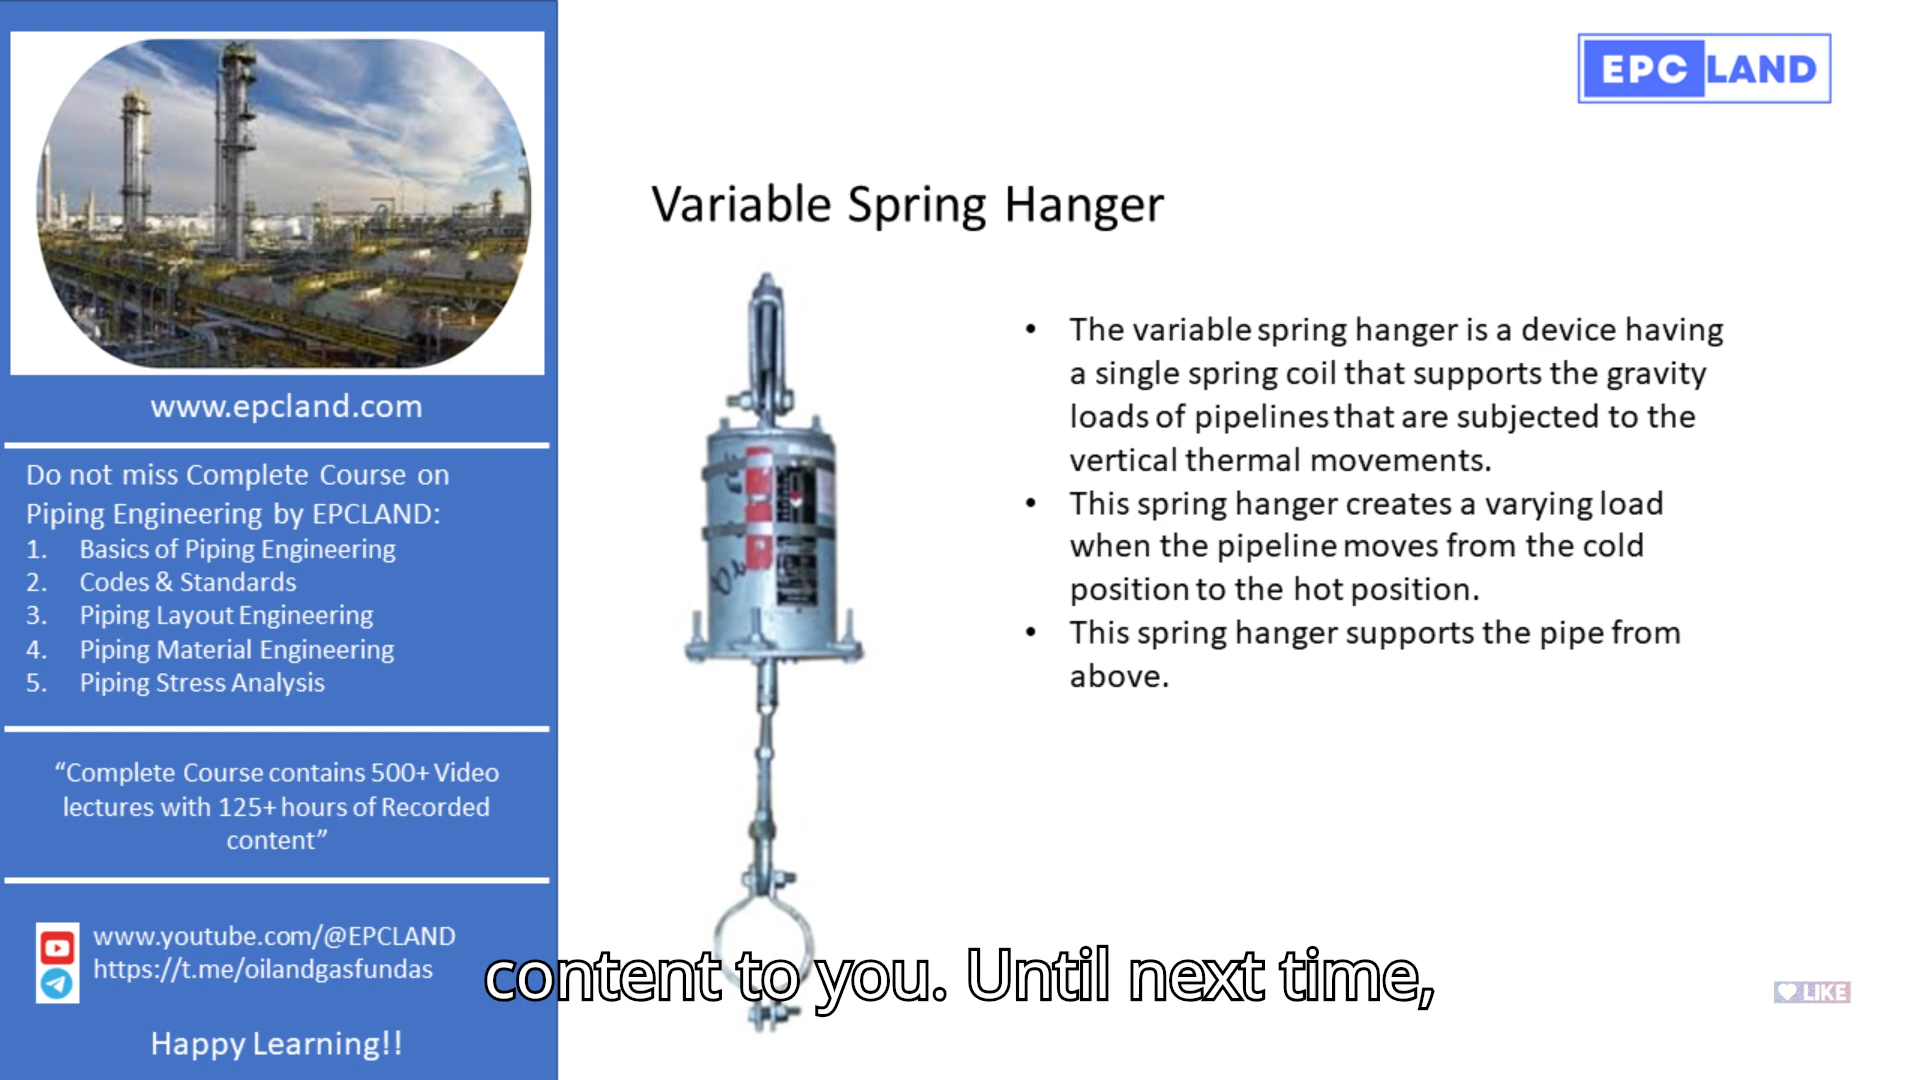 EPC LAND
www.epcland.com
Do not miss Complete Course on
Piping Engineering by EPCLAND:
1. Basics of Piping Engineering
2. Codes & Standards
3. Piping Layout Engineering
4. Piping Material Engineering
5. Piping Stress Analysis
“Complete Course contains 500+ Video
lectures with 125+ hours of Recorded
content”
www.youtube.com/@EPCLAND
https://t.me/oilandgasfundas
Happy Learning!!
Variable Spring Hanger
• The variable spring hanger is a device having
a single spring coil that supports the gravity
loads of pipelines that are subjected to the
vertical thermal movements.
• This spring hanger creates a varying load
when the pipeline moves from the cold
position to the hot position.
• This spring hanger supports the pipe from
above.
content to you. Until next time,
LIKE